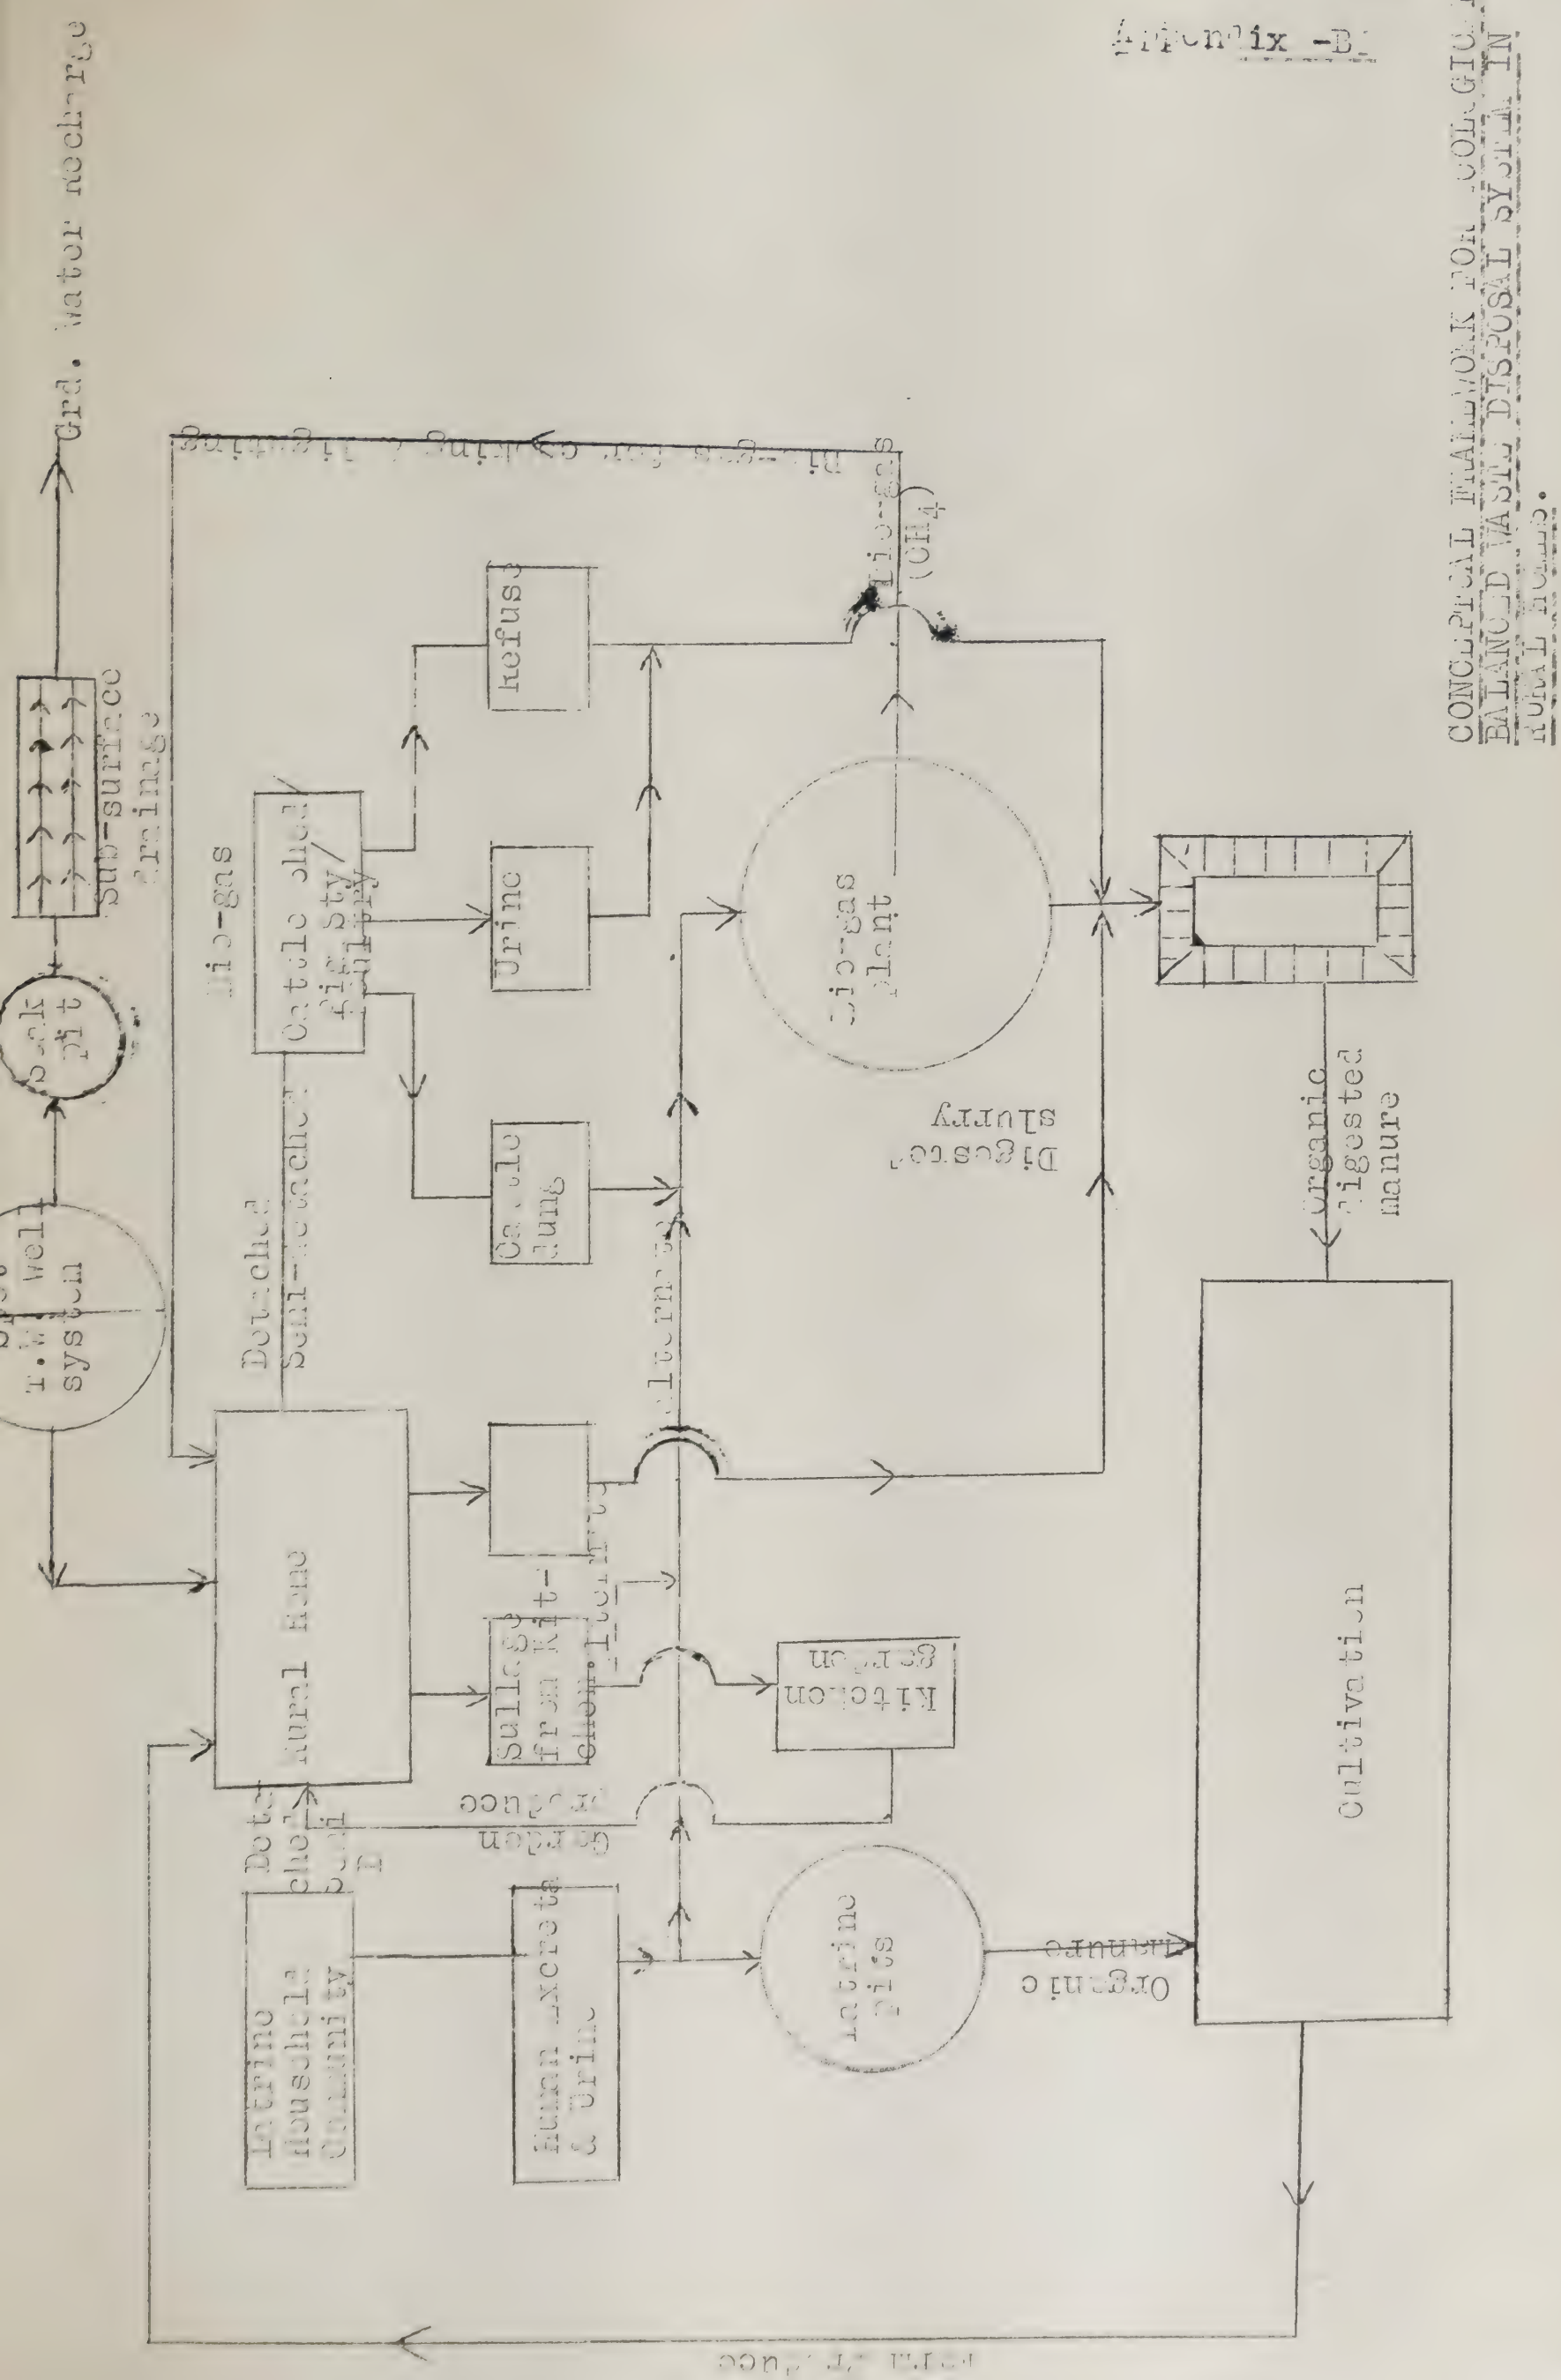 Appendix -B
CONCEPTUAL FRAMEWORK FOR
BALANCED WASTE DISPOSAL SYSTEM IN
RURAL
Grd. Water Recharge
Sub-surface
drainage
Soak
pit
T.W. Well
system
Bio-gas
Cattle shed/
Pig Sty/
Poultry
Detached
Semi-detached
Rural Home
Latrine
Household
Community
Refuse
Urine
Cattle
dung
Sullage
from Kit-
chen.
Alternate
Human Excreta
& Urine
Alternate
Bio-gas for cooking & lighting
Bio-gas
(CH4)
Bio-gas
plant
Digested
slurry
Kitchen
garden
Garden
produce
Latrine
pits
Organic
manure
Organic
digested
manure
Cultivation
Farm produce